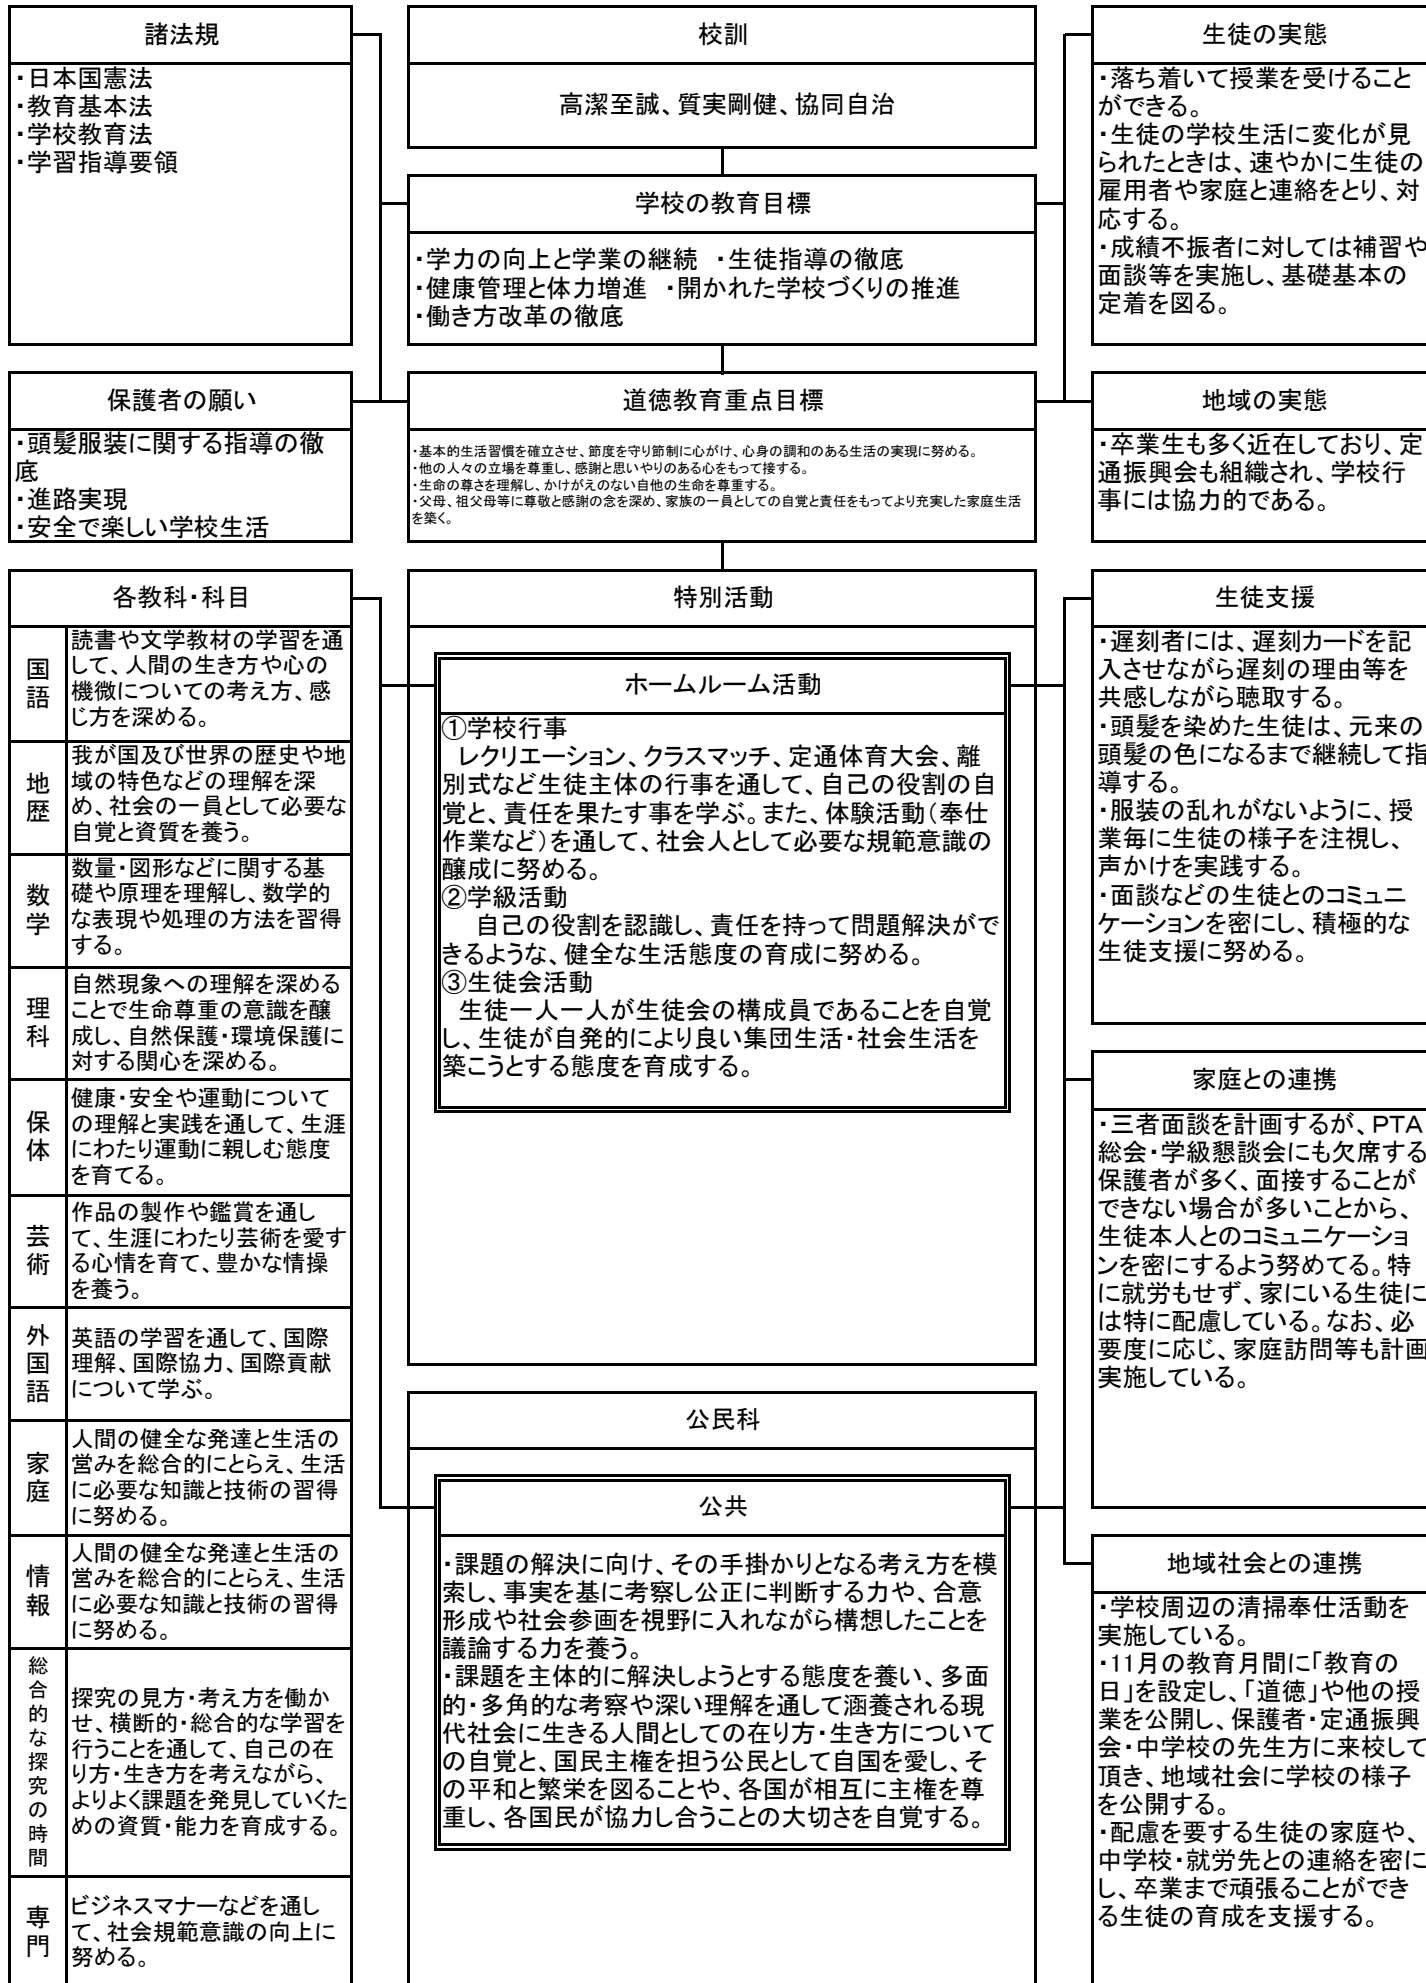 諸法規
・日本国憲法
・教育基本法
・学校教育法
・学習指導要領
校訓
高潔至誠、質実剛健、協同自治
学校の教育目標
・学力の向上と学業の継続　・生徒指導の徹底
・健康管理と体力増進　・開かれた学校づくりの推進
・働き方改革の徹底
生徒の実態
・落ち着いて授業を受けること
ができる。
・生徒の学校生活に変化が見
られたときは、速やかに生徒の
雇用者や家庭と連絡をとり、対
応する。
・成績不振者に対しては補習や
面談等を実施し、基礎基本の
定着を図る。
保護者の願い
・頭髪服装に関する指導の徹
底
・進路実現
・安全で楽しい学校生活
道徳教育重点目標
・基本的生活習慣を確立させ、節度を守り節制に心がけ、心身の調和のある生活の実現に努める。
・他の人々の立場を尊重し、感謝と思いやりのある心をもって接する。
・生命の尊さを理解し、かけがえのない自他の生命を尊重する。
・父母、祖父母等に尊敬と感謝の念を深め、家族の一員としての自覚と責任をもってより充実した家庭生活
を築く。
地域の実態
・卒業生も多く近在しており、定
通振興会も組織され、学校行
事には協力的である。
各教科・科目
国語
読書や文学教材の学習を通
して、人間の生き方や心の
機微についての考え方、感
じ方を深める。
地歴
我が国及び世界の歴史や地
域の特色などの理解を深
め、社会の一員として必要な
自覚と資質を養う。
数学
数量・図形などに関する基
礎や原理を理解し、数学的
な表現や処理の方法を習得
する。
理科
自然現象への理解を深める
ことで生命尊重の意識を醸
成し、自然保護・環境保護に
対する関心を深める。
保体
健康・安全や運動について
の理解と実践を通して、生涯
にわたり運動に親しむ態度
を育てる。
芸術
作品の製作や鑑賞を通し
て、生涯にわたり芸術を愛す
る心情を育て、豊かな情操
を養う。
外国語
英語の学習を通して、国際
理解、国際協力、国際貢献
について学ぶ。
家庭
人間の健全な発達と生活の
営みを総合的にとらえ、生活
に必要な知識と技術の習得
に努める。
情報
人間の健全な発達と生活の
営みを総合的にとらえ、生活
に必要な知識と技術の習得
に努める。
総合的な探究の時間
探究の見方・考え方を働か
せ、横断的・総合的な学習を
行うことを通して、自己の在
り方・生き方を考えながら、
よりよく課題を発見していくた
めの資質・能力を育成する。
専門
ビジネスマナーなどを通し
て、社会規範意識の向上に
努める。
特別活動
ホームルーム活動
①学校行事
レクリエーション、クラスマッチ、定通体育大会、離
別式など生徒主体の行事を通して、自己の役割の自
覚と、責任を果たす事を学ぶ。また、体験活動（奉仕
作業など）を通して、社会人として必要な規範意識の
醸成に努める。
②学級活動
自己の役割を認識し、責任を持って問題解決がで
きるような、健全な生活態度の育成に努める。
③生徒会活動
生徒一人一人が生徒会の構成員であることを自覚
し、生徒が自発的により良い集団生活・社会生活を
築こうとする態度を育成する。
公民科
公共
・課題の解決に向け、その手掛かりとなる考え方を模
索し、事実を基に考察し公正に判断する力や、合意
形成や社会参画を視野に入れながら構想したことを
議論する力を養う。
・課題を主体的に解決しようとする態度を養い、多面
的・多角的な考察や深い理解を通して涵養される現
代社会に生きる人間としての在り方・生き方について
の自覚と、国民主権を担う公民として自国を愛し、そ
の平和と繁栄を図ることや、各国が相互に主権を尊
重し、各国民が協力し合うことの大切さを自覚する。
生徒支援
・遅刻者には、遅刻カードを記
入させながら遅刻の理由等を
共感しながら聴取する。
・頭髪を染めた生徒は、元来の
頭髪の色になるまで継続して指
導する。
・服装の乱れがないように、授
業毎に生徒の様子を注視し、
声かけを実践する。
・面談などの生徒とのコミュニ
ケーションを密にし、積極的な
生徒支援に努める。
家庭との連携
・三者面談を計画するが、PTA
総会・学級懇談会にも欠席する
保護者が多く、面接することが
できない場合が多いことから、
生徒本人とのコミュニケーショ
ンを密にするよう努めてる。特
に就労もせず、家にいる生徒に
は特に配慮している。なお、必
要度に応じ、家庭訪問等も計画
実施している。
地域社会との連携
・学校周辺の清掃奉仕活動を
実施している。
・11月の教育月間に「教育の
日」を設定し、「道徳」や他の授
業を公開し、保護者・定通振興
会・中学校の先生方に来校して
頂き、地域社会に学校の様子
を公開する。
・配慮を要する生徒の家庭や、
中学校・就労先との連絡を密に
し、卒業まで頑張ることができ
る生徒の育成を支援する。